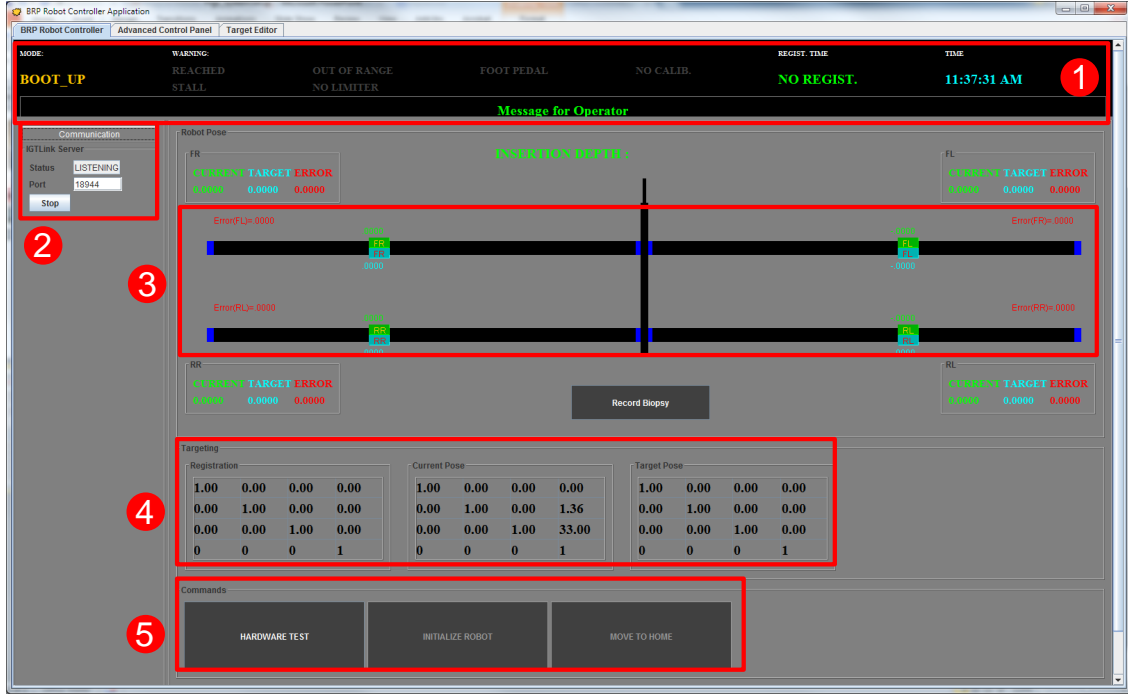 BRP Robot Controller Application
BRP Robot Controller Advanced Control Panel Target Editor
MODE: WARNING: REGIST. TIME TIME
REACHED OUT OF RANGE FOOT PEDAL NO CALIB.
BOOT_UP NO REGIST. 11:37:31 AM
STALL NO LIMITER
1
Message for Operator
Communication
IGTLink Server
Status LISTENING
Port 18944
Stop
2
Robot Pose
INSERTION DEPTH :
FR
CURRENT TARGET ERROR
0.0000 0.0000 0.0000
FL
CURRENT TARGET ERROR
0.0000 0.0000 0.0000
3
Error(FL)=.0000 Error(FR)=.0000
.0000 -.0000
FR FL
FR FL
.0000 -.0000
Error(RL)=.0000 Error(RR)=.0000
.0000 -.0000
RR RL
RR RL
.0000 -.0000
RR
CURRENT TARGET ERROR
0.0000 0.0000 0.0000
Record Biopsy
RL
CURRENT TARGET ERROR
0.0000 0.0000 0.0000
Targeting
4
Registration
1.00 0.00 0.00 0.00
0.00 1.00 0.00 0.00
0.00 0.00 1.00 0.00
0 0 0 1
Current Pose
1.00 0.00 0.00 0.00
0.00 1.00 0.00 1.36
0.00 0.00 1.00 33.00
0 0 0 1
Target Pose
1.00 0.00 0.00 0.00
0.00 1.00 0.00 0.00
0.00 0.00 1.00 0.00
0 0 0 1
Commands
5
HARDWARE TEST INITIALIZE ROBOT MOVE TO HOME